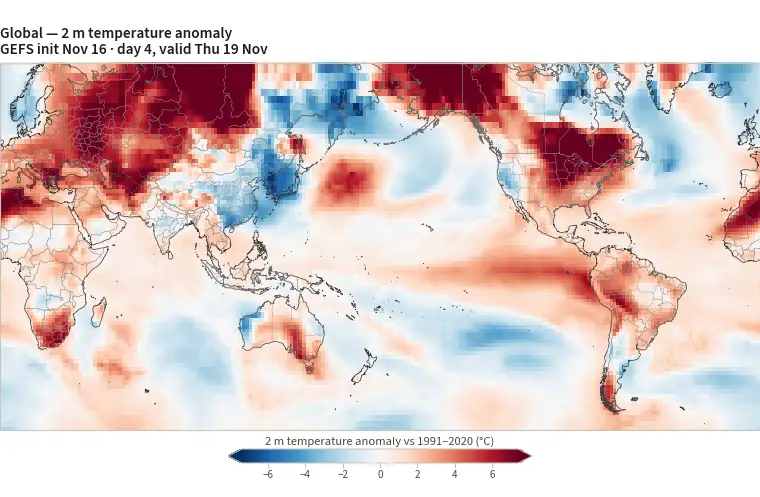 Global — 2 m temperature anomaly
GEFS init Nov 16 · day 4, valid Thu 19 Nov
2 m temperature anomaly vs 1991–2020 (°C)
−6 −4 −2 0 2 4 6